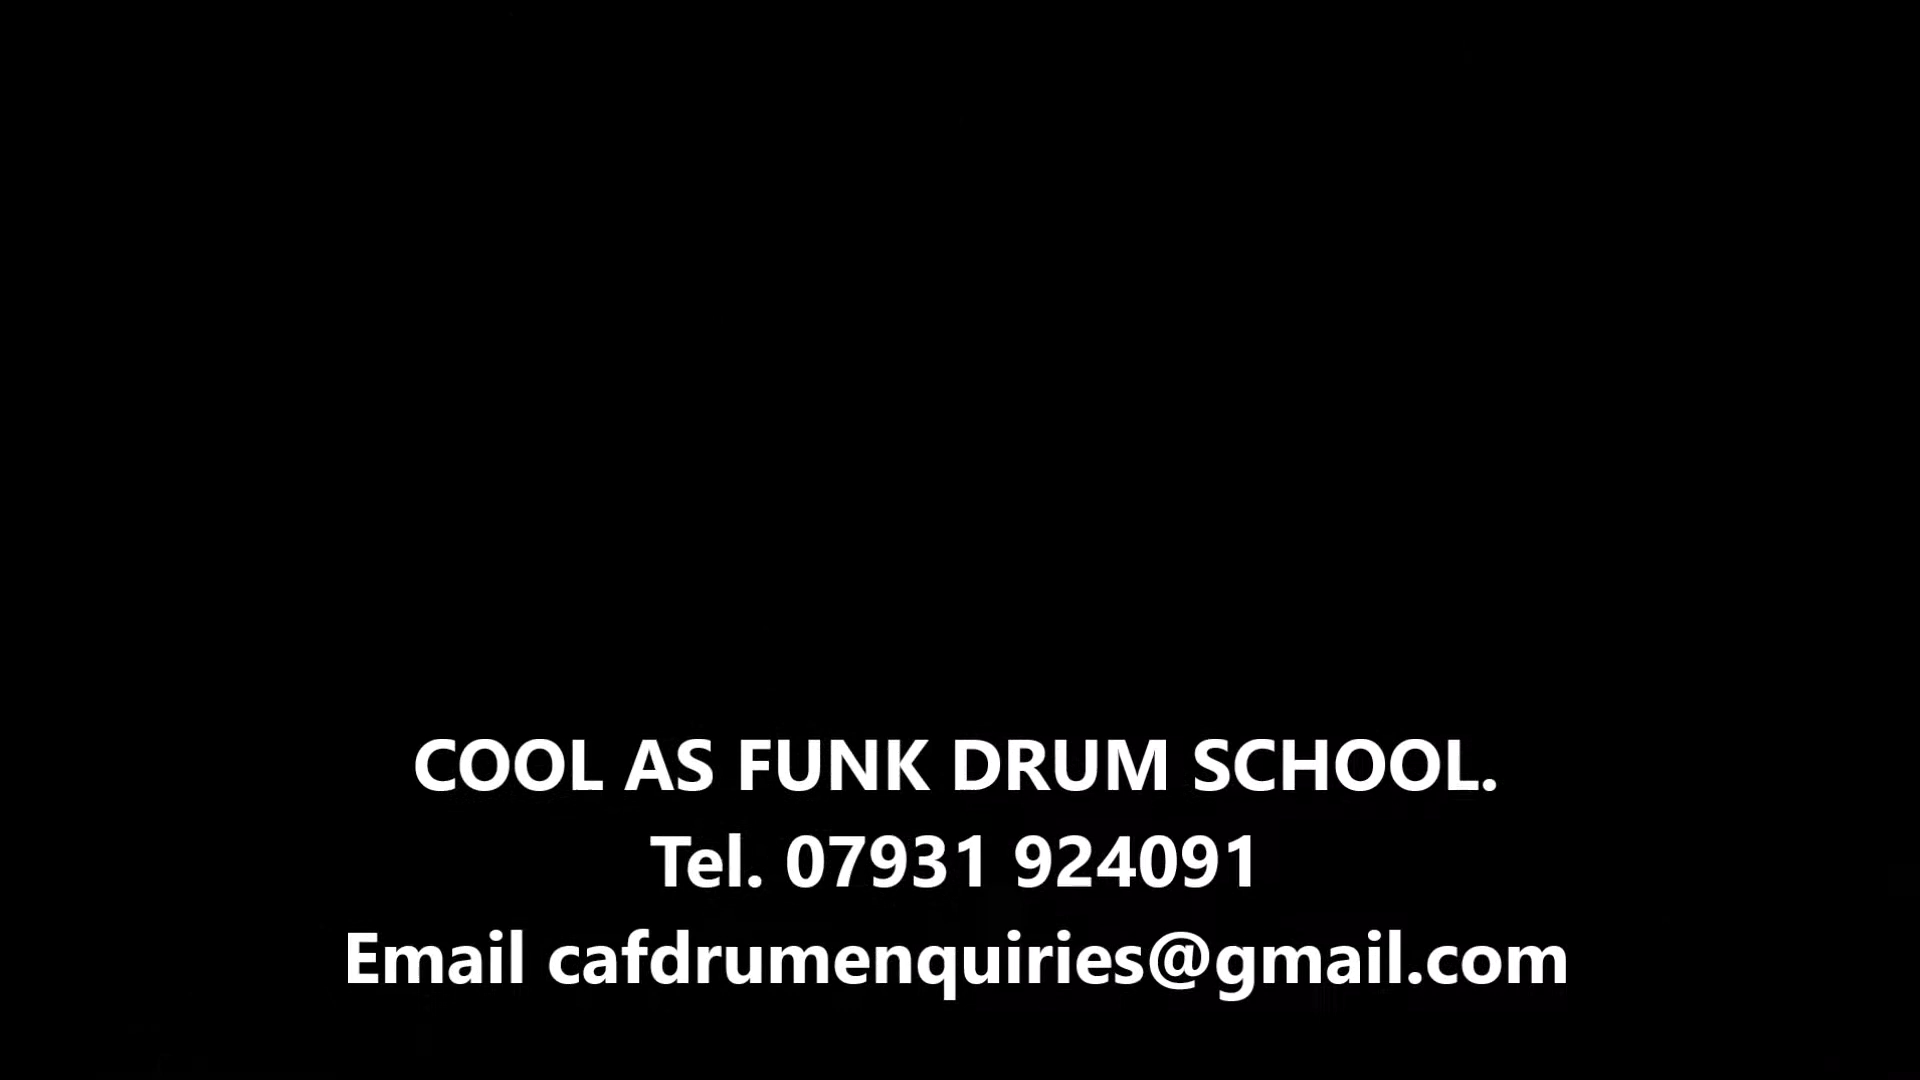 COOL AS FUNK DRUM SCHOOL.
Tel. 07931 924091
Email cafdrumenquiries@gmail.com